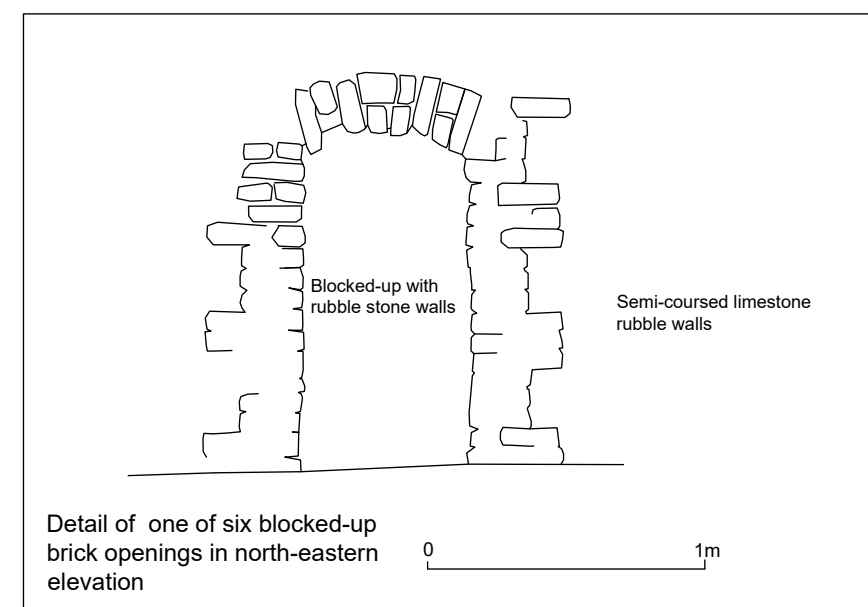 Blocked-up with
rubble stone walls
Semi-coursed limestone
rubble walls
Detail of one of six blocked-up
brick openings in north-eastern
elevation
0
1m